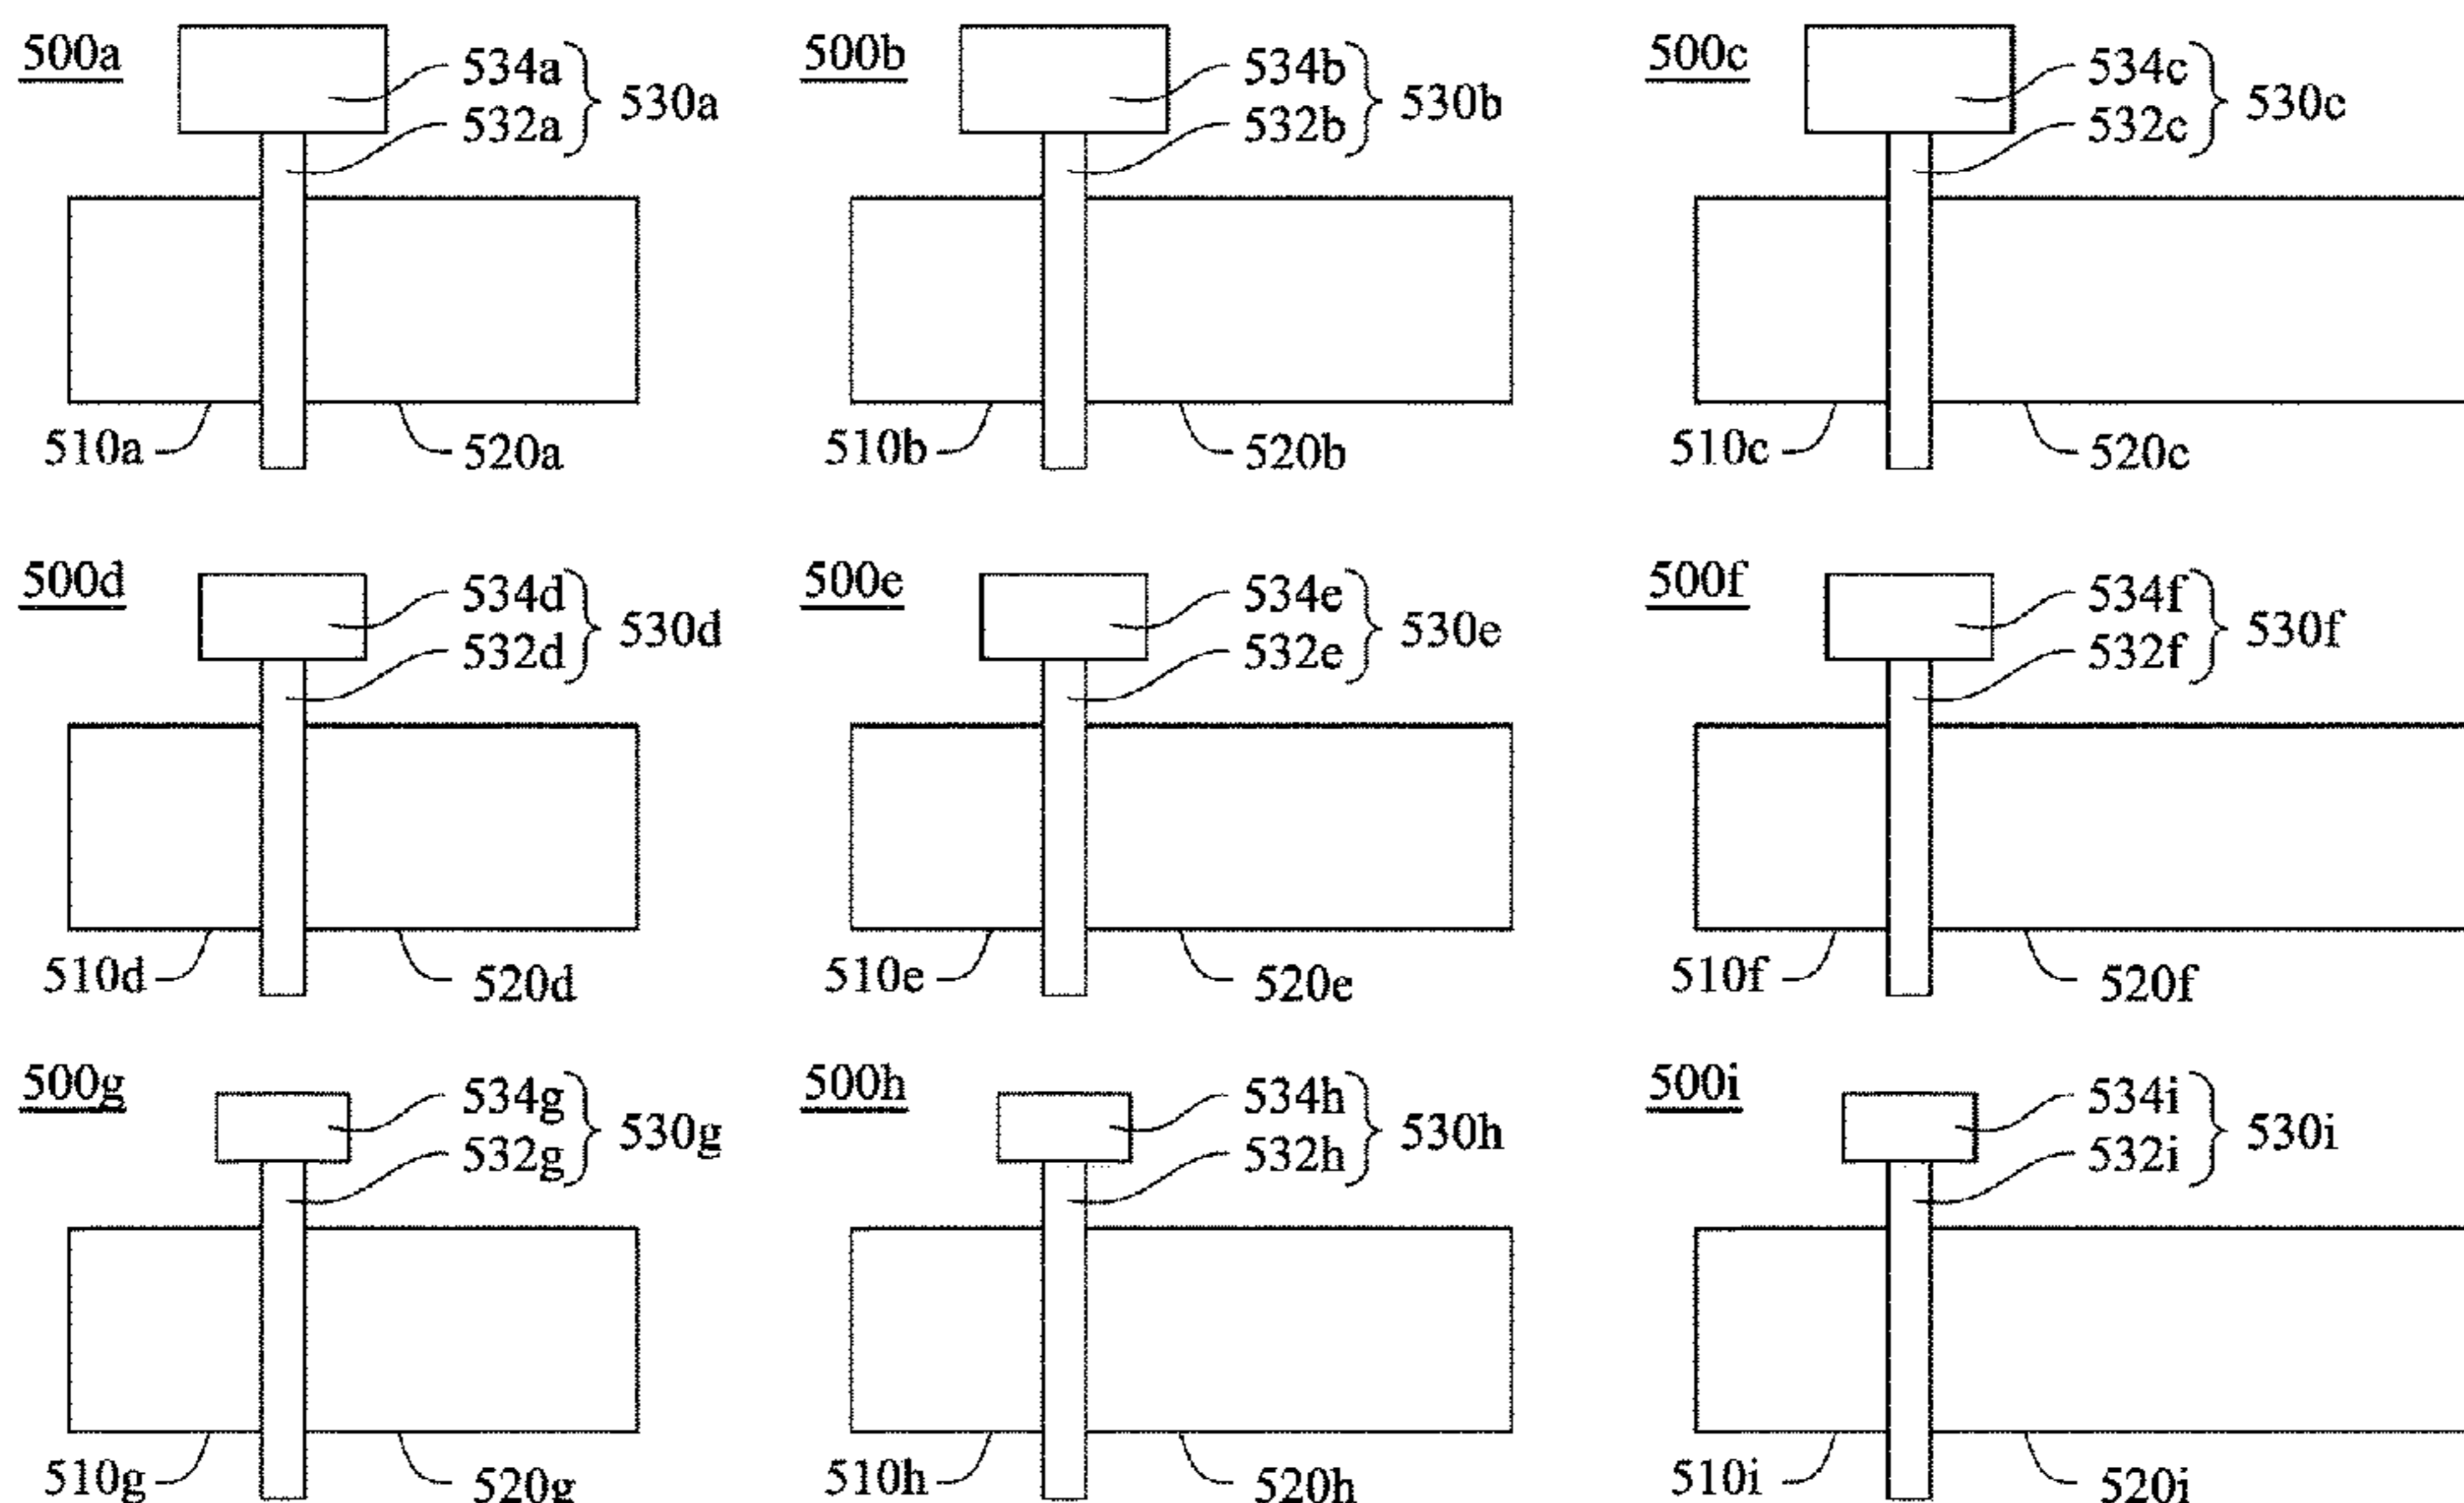 500a 534a 500b 534b 500c 534c
532a 530a 532b 530b 532c 530c
510a 520a 510b 520b 510c 520c
500d 534d 500e 534e 500f 534f
532d 530d 532e 530e 532f 530f
510d 520d 510e 520e 510f 520f
500g 534g 500h 534h 500i 534i
532g 530g 532h 530h 532i 530i
510g 520g 510h 520h 510i 520i